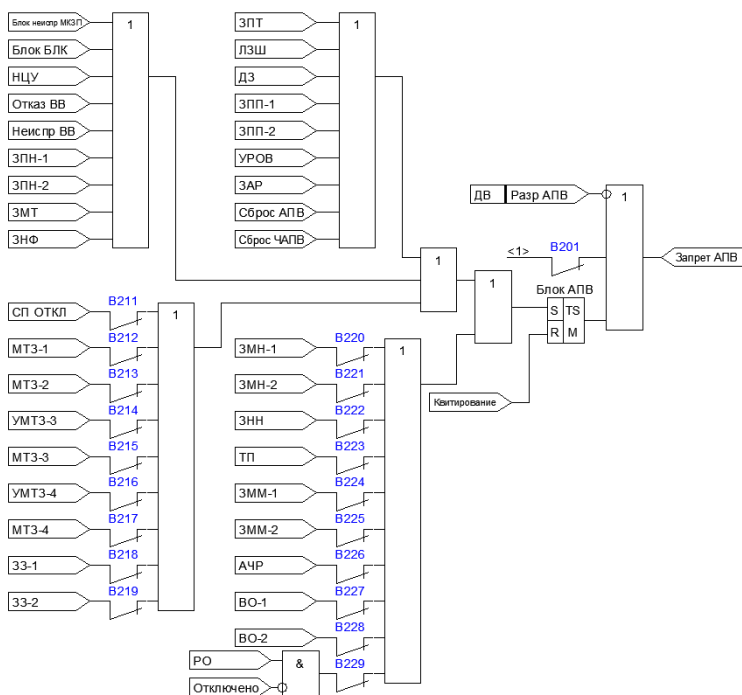 Блок неиспр МКЗП
Блок БЛК
НЦУ
Отказ ВВ
Неиспр ВВ
ЗПН-1
ЗПН-2
ЗМТ
ЗНФ
1
ЗПТ
ЛЗШ
ДЗ
ЗПП-1
ЗПП-2
УРОВ
ЗАР
Сброс АПВ
Сброс ЧАПВ
1
ДВ Разр АПВ
1
<1> B201
Запрет АПВ
1
1
Блок АПВ
S TS
R M
Квитирование
СП ОТКЛ B211
МТЗ-1 B212
МТЗ-2 B213
УМТЗ-3 B214
МТЗ-3 B215
УМТЗ-4 B216
МТЗ-4 B217
ЗЗ-1 B218
ЗЗ-2 B219
1
ЗМН-1 B220
ЗМН-2 B221
ЗНН B222
ТП B223
ЗММ-1 B224
ЗММ-2 B225
АЧР B226
ВО-1 B227
ВО-2 B228
1
РО
Отключено
&
B229